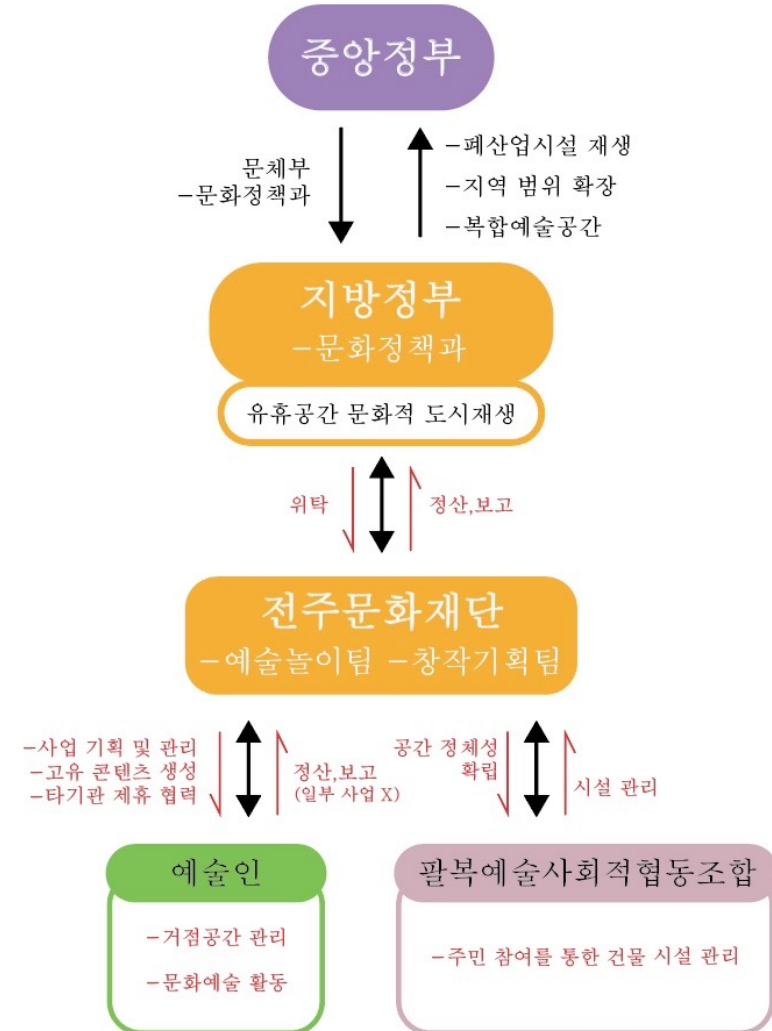 중앙정부
문체부
-문화정책과
-폐산업시설 재생
-지역 범위 확장
-복합예술공간
지방정부
-문화정책과
유휴공간 문화적 도시재생
위탁
정산,보고
전주문화재단
-예술놀이팀 -창작기획팀
-사업 기획 및 관리
-고유 콘텐츠 생성
-타기관 제휴 협력
정산,보고
(일부 사업 X)
공간 정체성
확립
시설 관리
예술인
-거점공간 관리
-문화예술 활동
팔복예술사회적협동조합
-주민 참여를 통한 건물 시설 관리